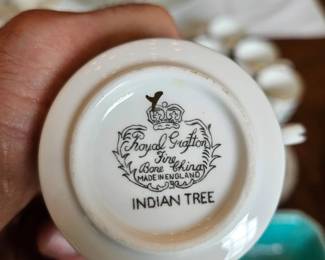 Royal Grafton
Fine
Bone China
MADE IN ENGLAND
INDIAN TREE